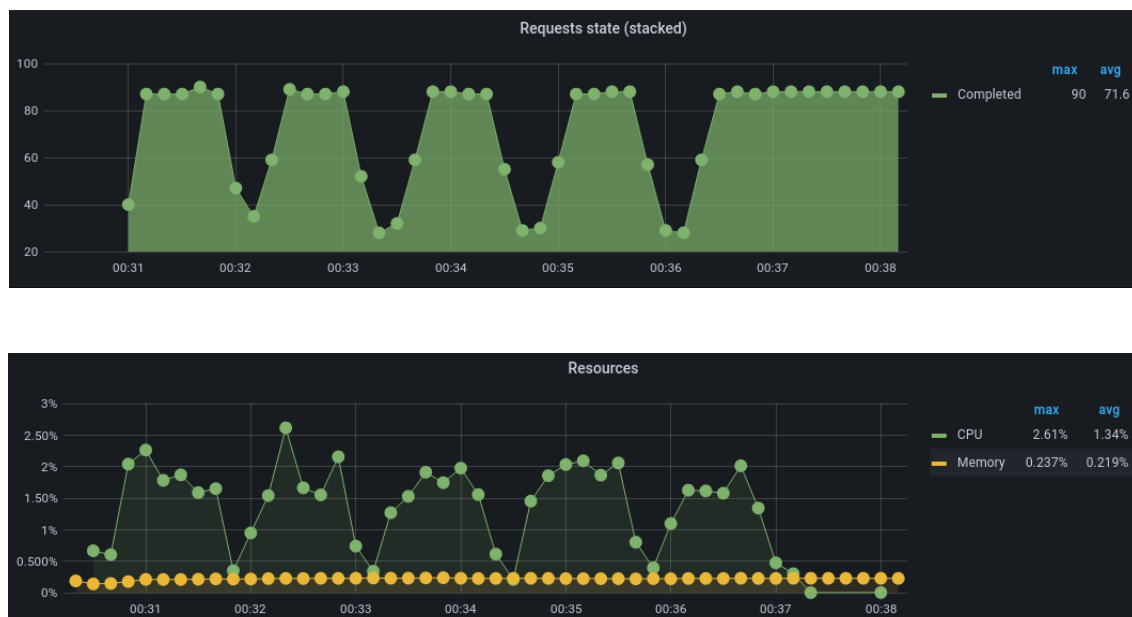 Requests state (stacked)
max avg
Completed 90 71.6
100
80
60
40
20
00:31 00:32 00:33 00:34 00:35 00:36 00:37 00:38
Resources
max avg
CPU 2.61% 1.34%
Memory 0.237% 0.219%
3%
2.50%
2%
1.50%
1%
0.500%
0%
00:31 00:32 00:33 00:34 00:35 00:36 00:37 00:38